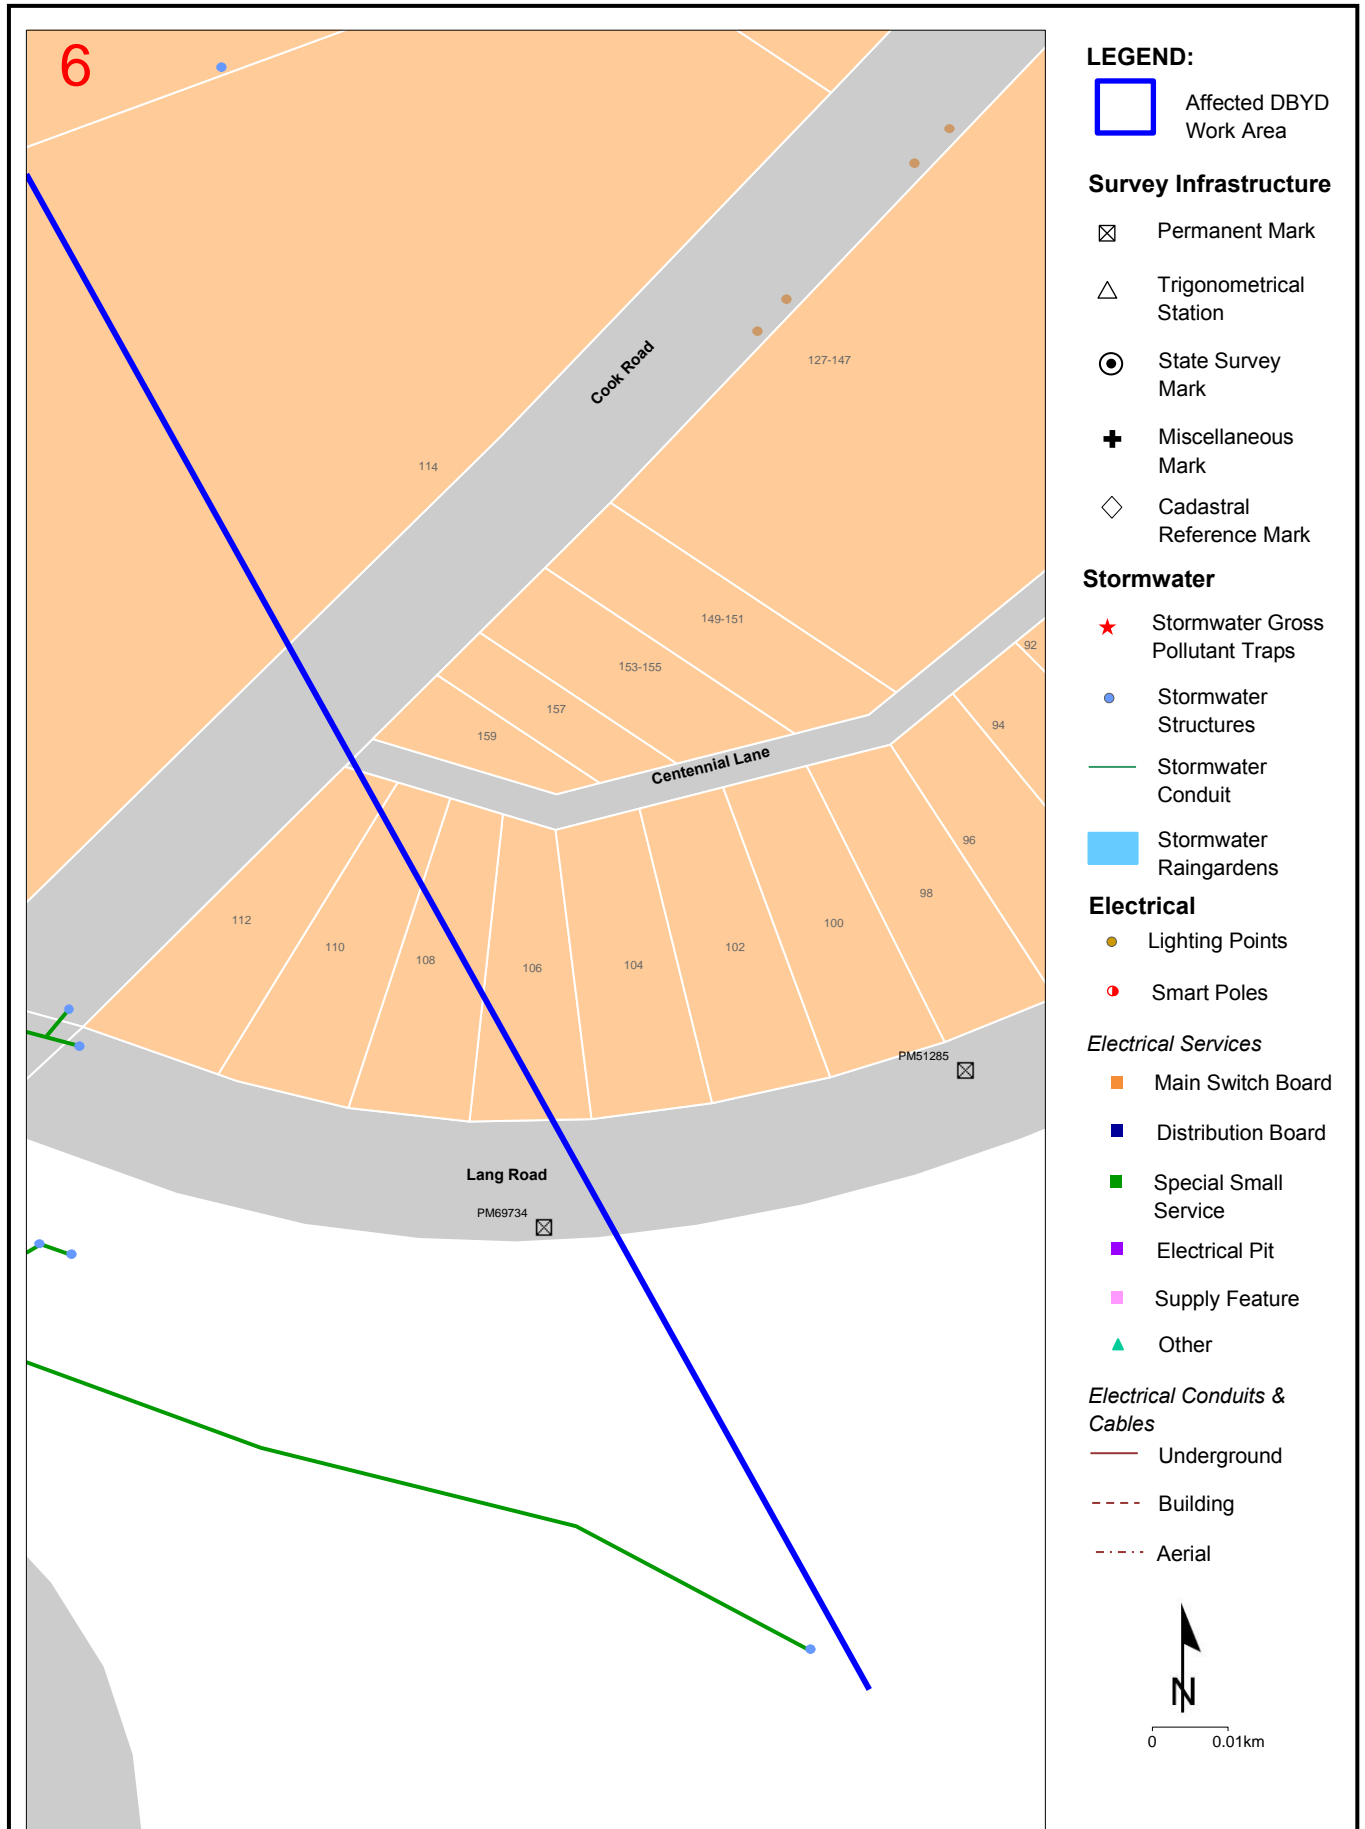 6
Cook Road
127-147
114
149-151
92
153-155
157
94
159
Centennial Lane
96
98
112
100
110
102
108
106
104
PM51285
Lang Road
PM69734
LEGEND:
Affected DBYD
Work Area
Survey Infrastructure
Permanent Mark
Trigonometrical
Station
State Survey
Mark
Miscellaneous
Mark
Cadastral
Reference Mark
Stormwater
Stormwater Gross
Pollutant Traps
Stormwater
Structures
Stormwater
Conduit
Stormwater
Raingardens
Electrical
Lighting Points
Smart Poles
Electrical Services
Main Switch Board
Distribution Board
Special Small
Service
Electrical Pit
Supply Feature
Other
Electrical Conduits &
Cables
Underground
Building
Aerial
N
0 0.01km